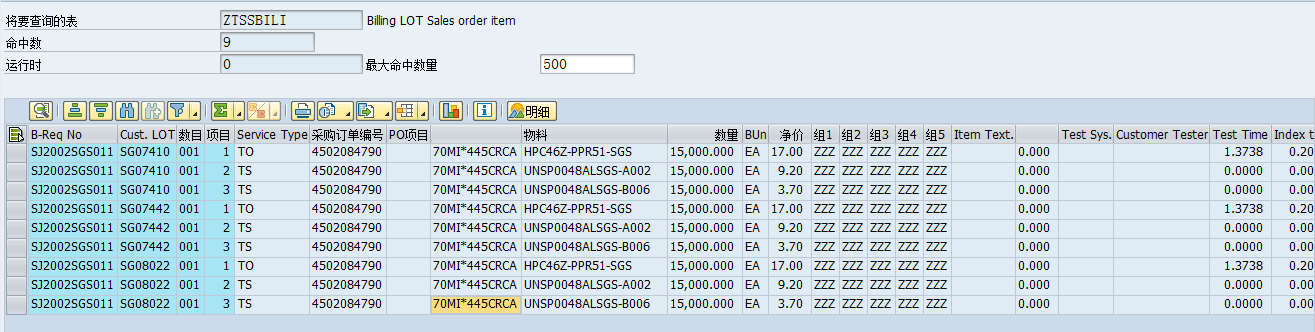 将要查询的表 ZTSSBILI Billing LOT Sales order item
命中数 9
运行时 0 最大命中数量 500
明细
B-Req No Cust. LOT 数目 项目 Service Type 采购订单编号 PO项目 物料 数量 BUn 净价 组1 组2 组3 组4 组5 Item Text. Test Sys. Customer Tester Test Time Index t
SJ2002SGS011 SG07410 001 1 TO 4502084790 70MI*445CRCA HPC46Z-PPR51-SGS 15,000.000 EA 17.00 ZZZ ZZZ ZZZ ZZZ ZZZ 0.000 1.3738 0.20
SJ2002SGS011 SG07410 001 2 TS 4502084790 70MI*445CRCA UNSP0048ALSGS-A002 15,000.000 EA 9.20 ZZZ ZZZ ZZZ ZZZ ZZZ 0.000 0.0000 0.00
SJ2002SGS011 SG07410 001 3 TS 4502084790 70MI*445CRCA UNSP0048ALSGS-B006 15,000.000 EA 3.70 ZZZ ZZZ ZZZ ZZZ ZZZ 0.000 0.0000 0.00
SJ2002SGS011 SG07442 001 1 TO 4502084790 70MI*445CRCA HPC46Z-PPR51-SGS 15,000.000 EA 17.00 ZZZ ZZZ ZZZ ZZZ ZZZ 0.000 1.3738 0.20
SJ2002SGS011 SG07442 001 2 TS 4502084790 70MI*445CRCA UNSP0048ALSGS-A002 15,000.000 EA 9.20 ZZZ ZZZ ZZZ ZZZ ZZZ 0.000 0.0000 0.00
SJ2002SGS011 SG07442 001 3 TS 4502084790 70MI*445CRCA UNSP0048ALSGS-B006 15,000.000 EA 3.70 ZZZ ZZZ ZZZ ZZZ ZZZ 0.000 0.0000 0.00
SJ2002SGS011 SG08022 001 1 TO 4502084790 70MI*445CRCA HPC46Z-PPR51-SGS 15,000.000 EA 17.00 ZZZ ZZZ ZZZ ZZZ ZZZ 0.000 1.3738 0.20
SJ2002SGS011 SG08022 001 2 TS 4502084790 70MI*445CRCA UNSP0048ALSGS-A002 15,000.000 EA 9.20 ZZZ ZZZ ZZZ ZZZ ZZZ 0.000 0.0000 0.00
SJ2002SGS011 SG08022 001 3 TS 4502084790 70MI*445CRCA UNSP0048ALSGS-B006 15,000.000 EA 3.70 ZZZ ZZZ ZZZ ZZZ ZZZ 0.000 0.0000 0.00